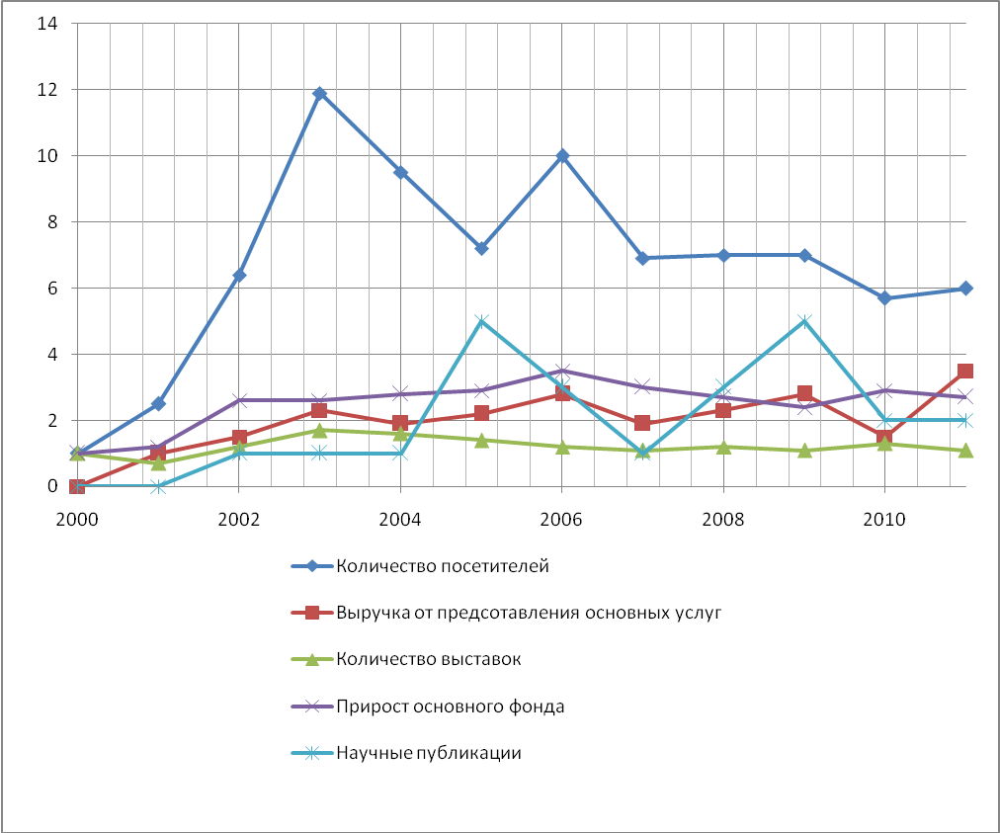 14
12
10
8
6
4
2
0
2000 2002 2004 2006 2008 2010
Количество посетителей
Выручка от предсотавления основных услуг
Количество выставок
Прирост основного фонда
Научные публикации